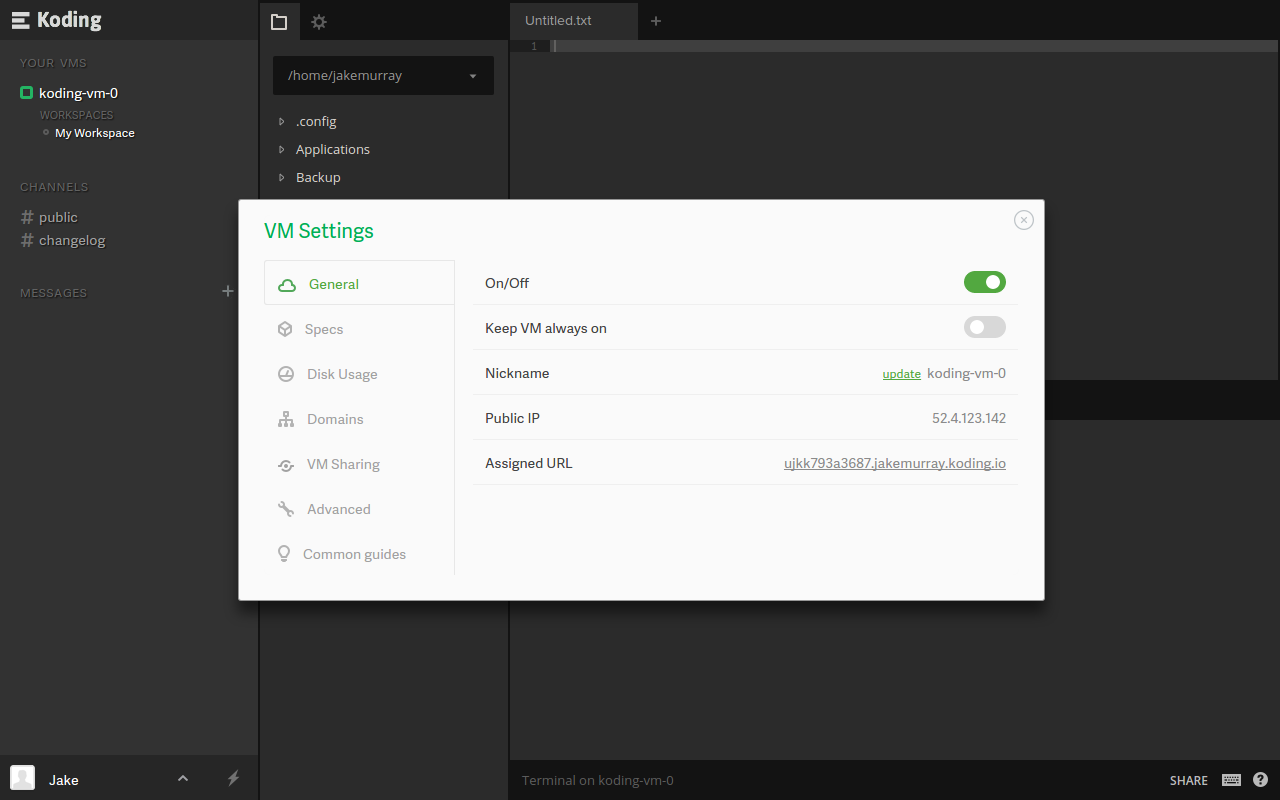 Koding
YOUR VMS
koding-vm-0
WORKSPACES
My Workspace
CHANNELS
# public
# changelog
MESSAGES +
Jake
/home/jakemurray
.config
Applications
Backup
Untitled.txt +
1
VM Settings
General
Specs
Disk Usage
Domains
VM Sharing
Advanced
Common guides
On/Off
Keep VM always on
Nickname update koding-vm-0
Public IP 52.4.123.142
Assigned URL ujkk793a3687.jakemurray.koding.io
Terminal on koding-vm-0 SHARE ?